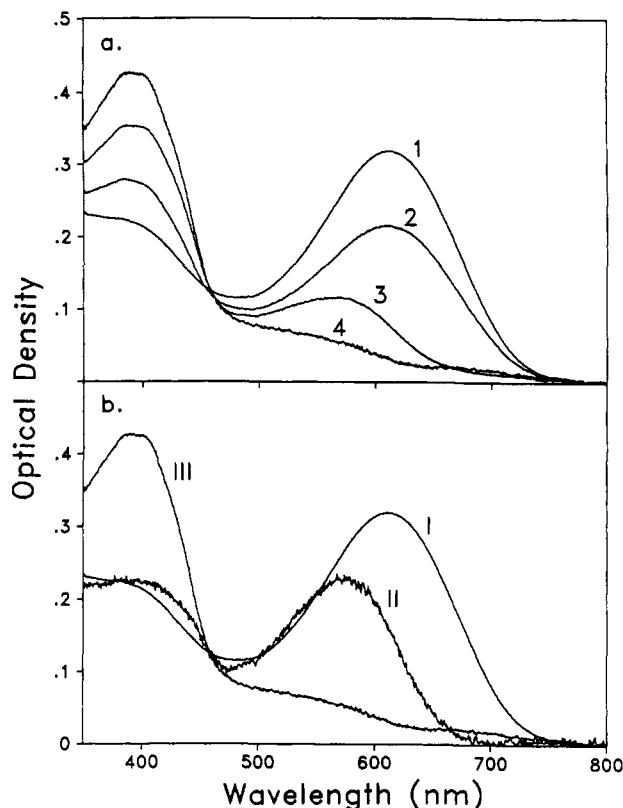 .5
a.
.4
1
.3
2
.2
3
.1
4
Optical Density
b.
.4
III
.3
I
.2
II
.1
0
400 500 600 700 800
Wavelength (nm)